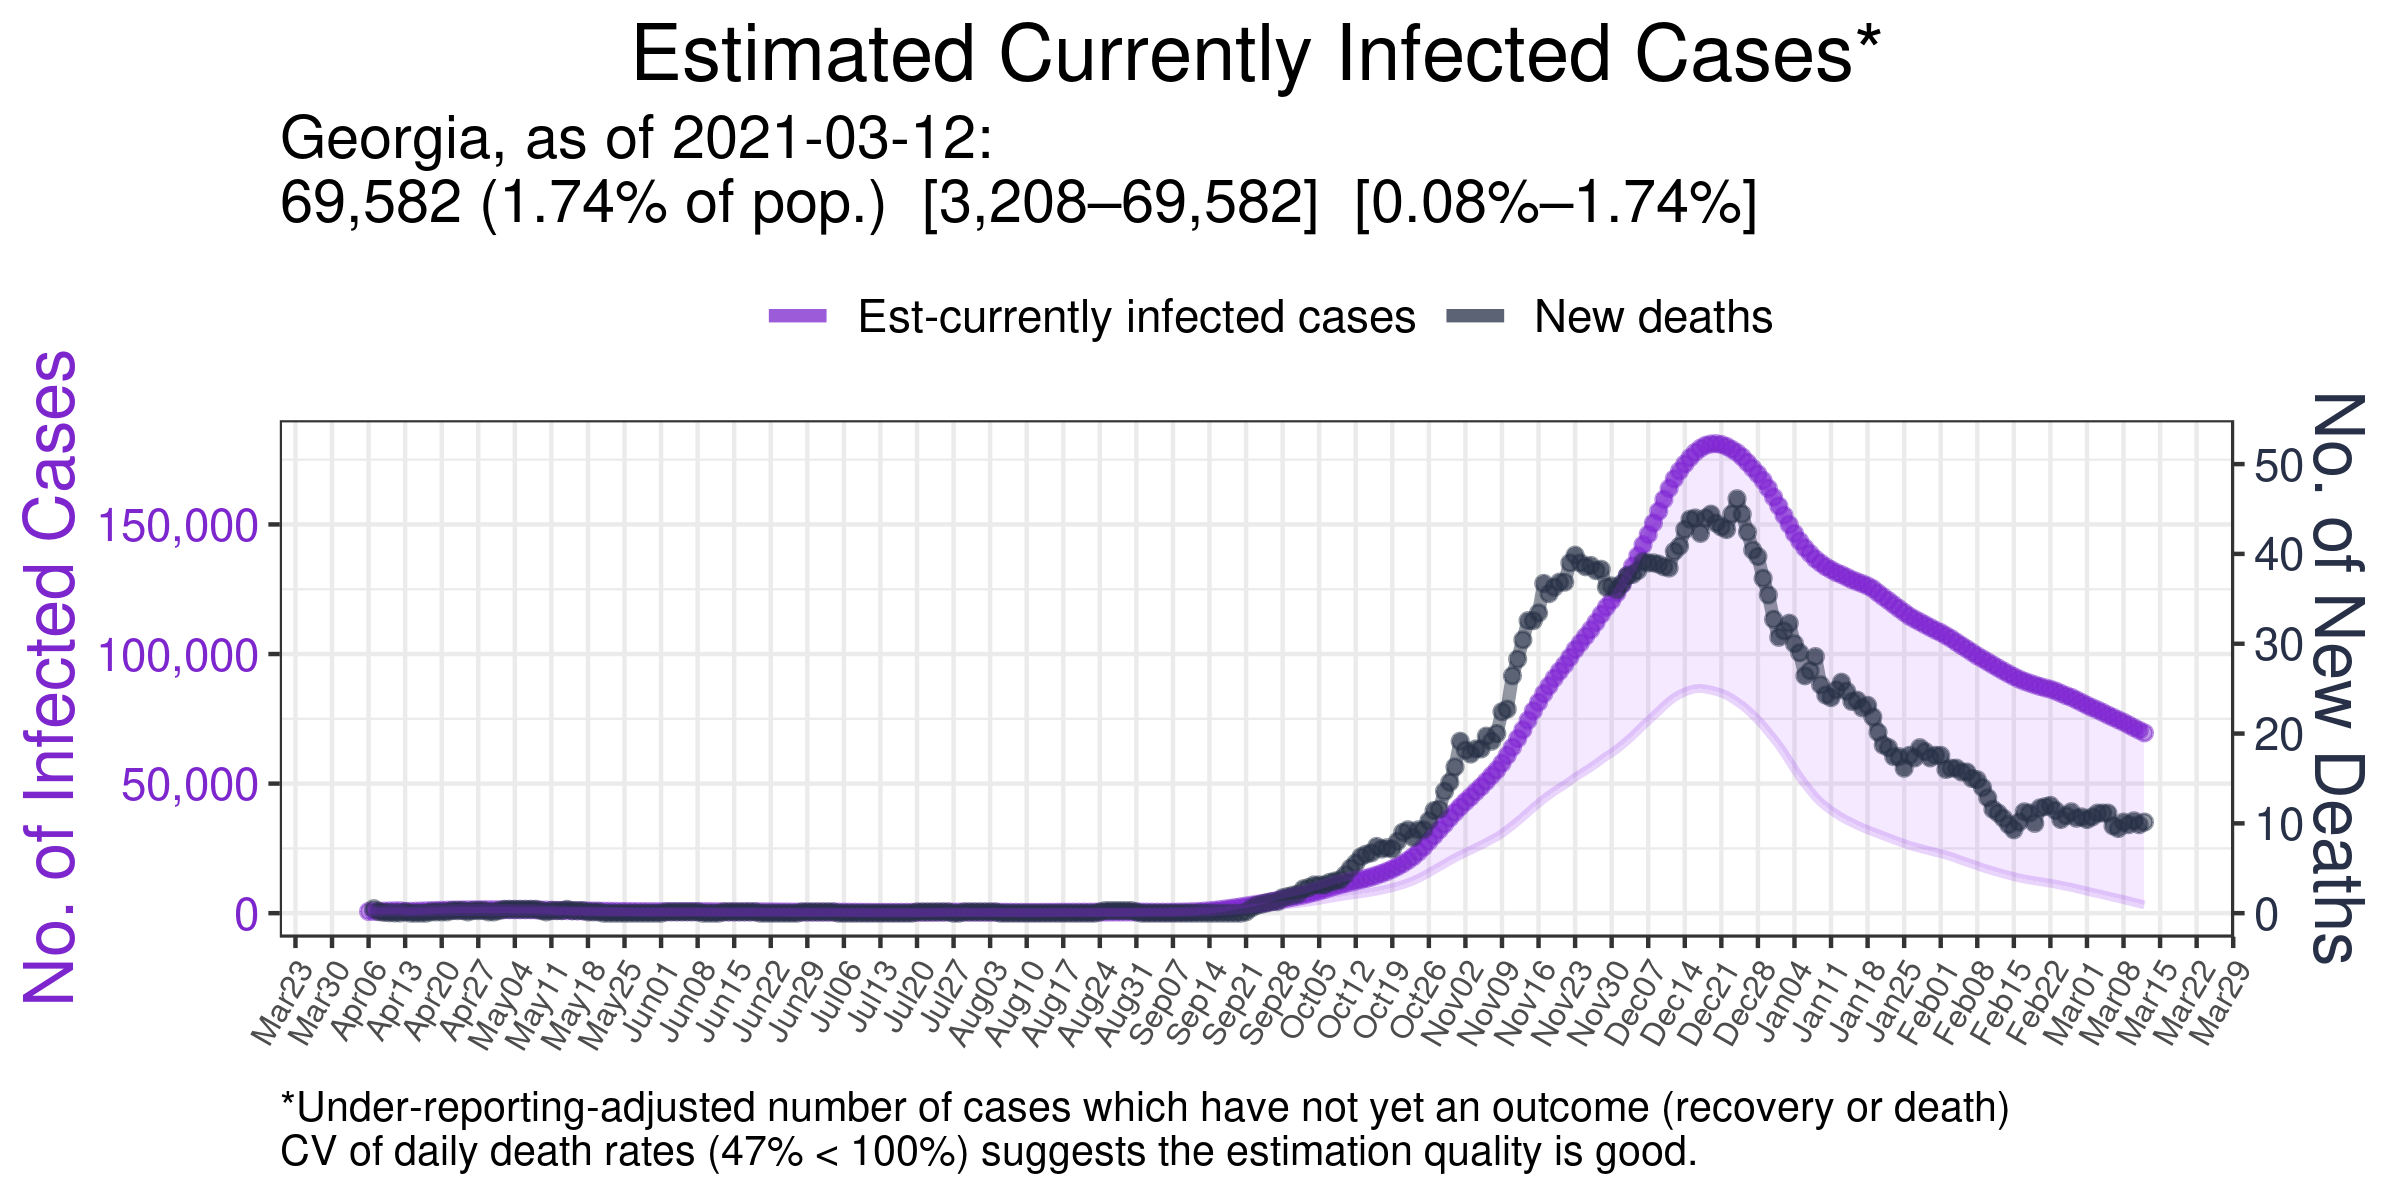 Estimated Currently Infected Cases*
Georgia, as of 2021-03-12:
69,582 (1.74% of pop.) [3,208–69,582] [0.08%–1.74%]
Est-currently infected cases
New deaths
No. of Infected Cases
150,000
100,000
50,000
0
50
40
30
20
10
0
No. of New Deaths
Mar23
Mar30
Apr06
Apr13
Apr20
Apr27
May04
May11
May18
May25
Jun01
Jun08
Jun15
Jun22
Jun29
Jul06
Jul13
Jul20
Jul27
Aug03
Aug10
Aug17
Aug24
Aug31
Sep07
Sep14
Sep21
Sep28
Oct05
Oct12
Oct19
Oct26
Nov02
Nov09
Nov16
Nov23
Nov30
Dec07
Dec14
Dec21
Dec28
Jan04
Jan11
Jan18
Jan25
Feb01
Feb08
Feb15
Feb22
Mar01
Mar08
Mar15
Mar22
Mar29
*Under-reporting-adjusted number of cases which have not yet an outcome (recovery or death)
CV of daily death rates (47% < 100%) suggests the estimation quality is good.